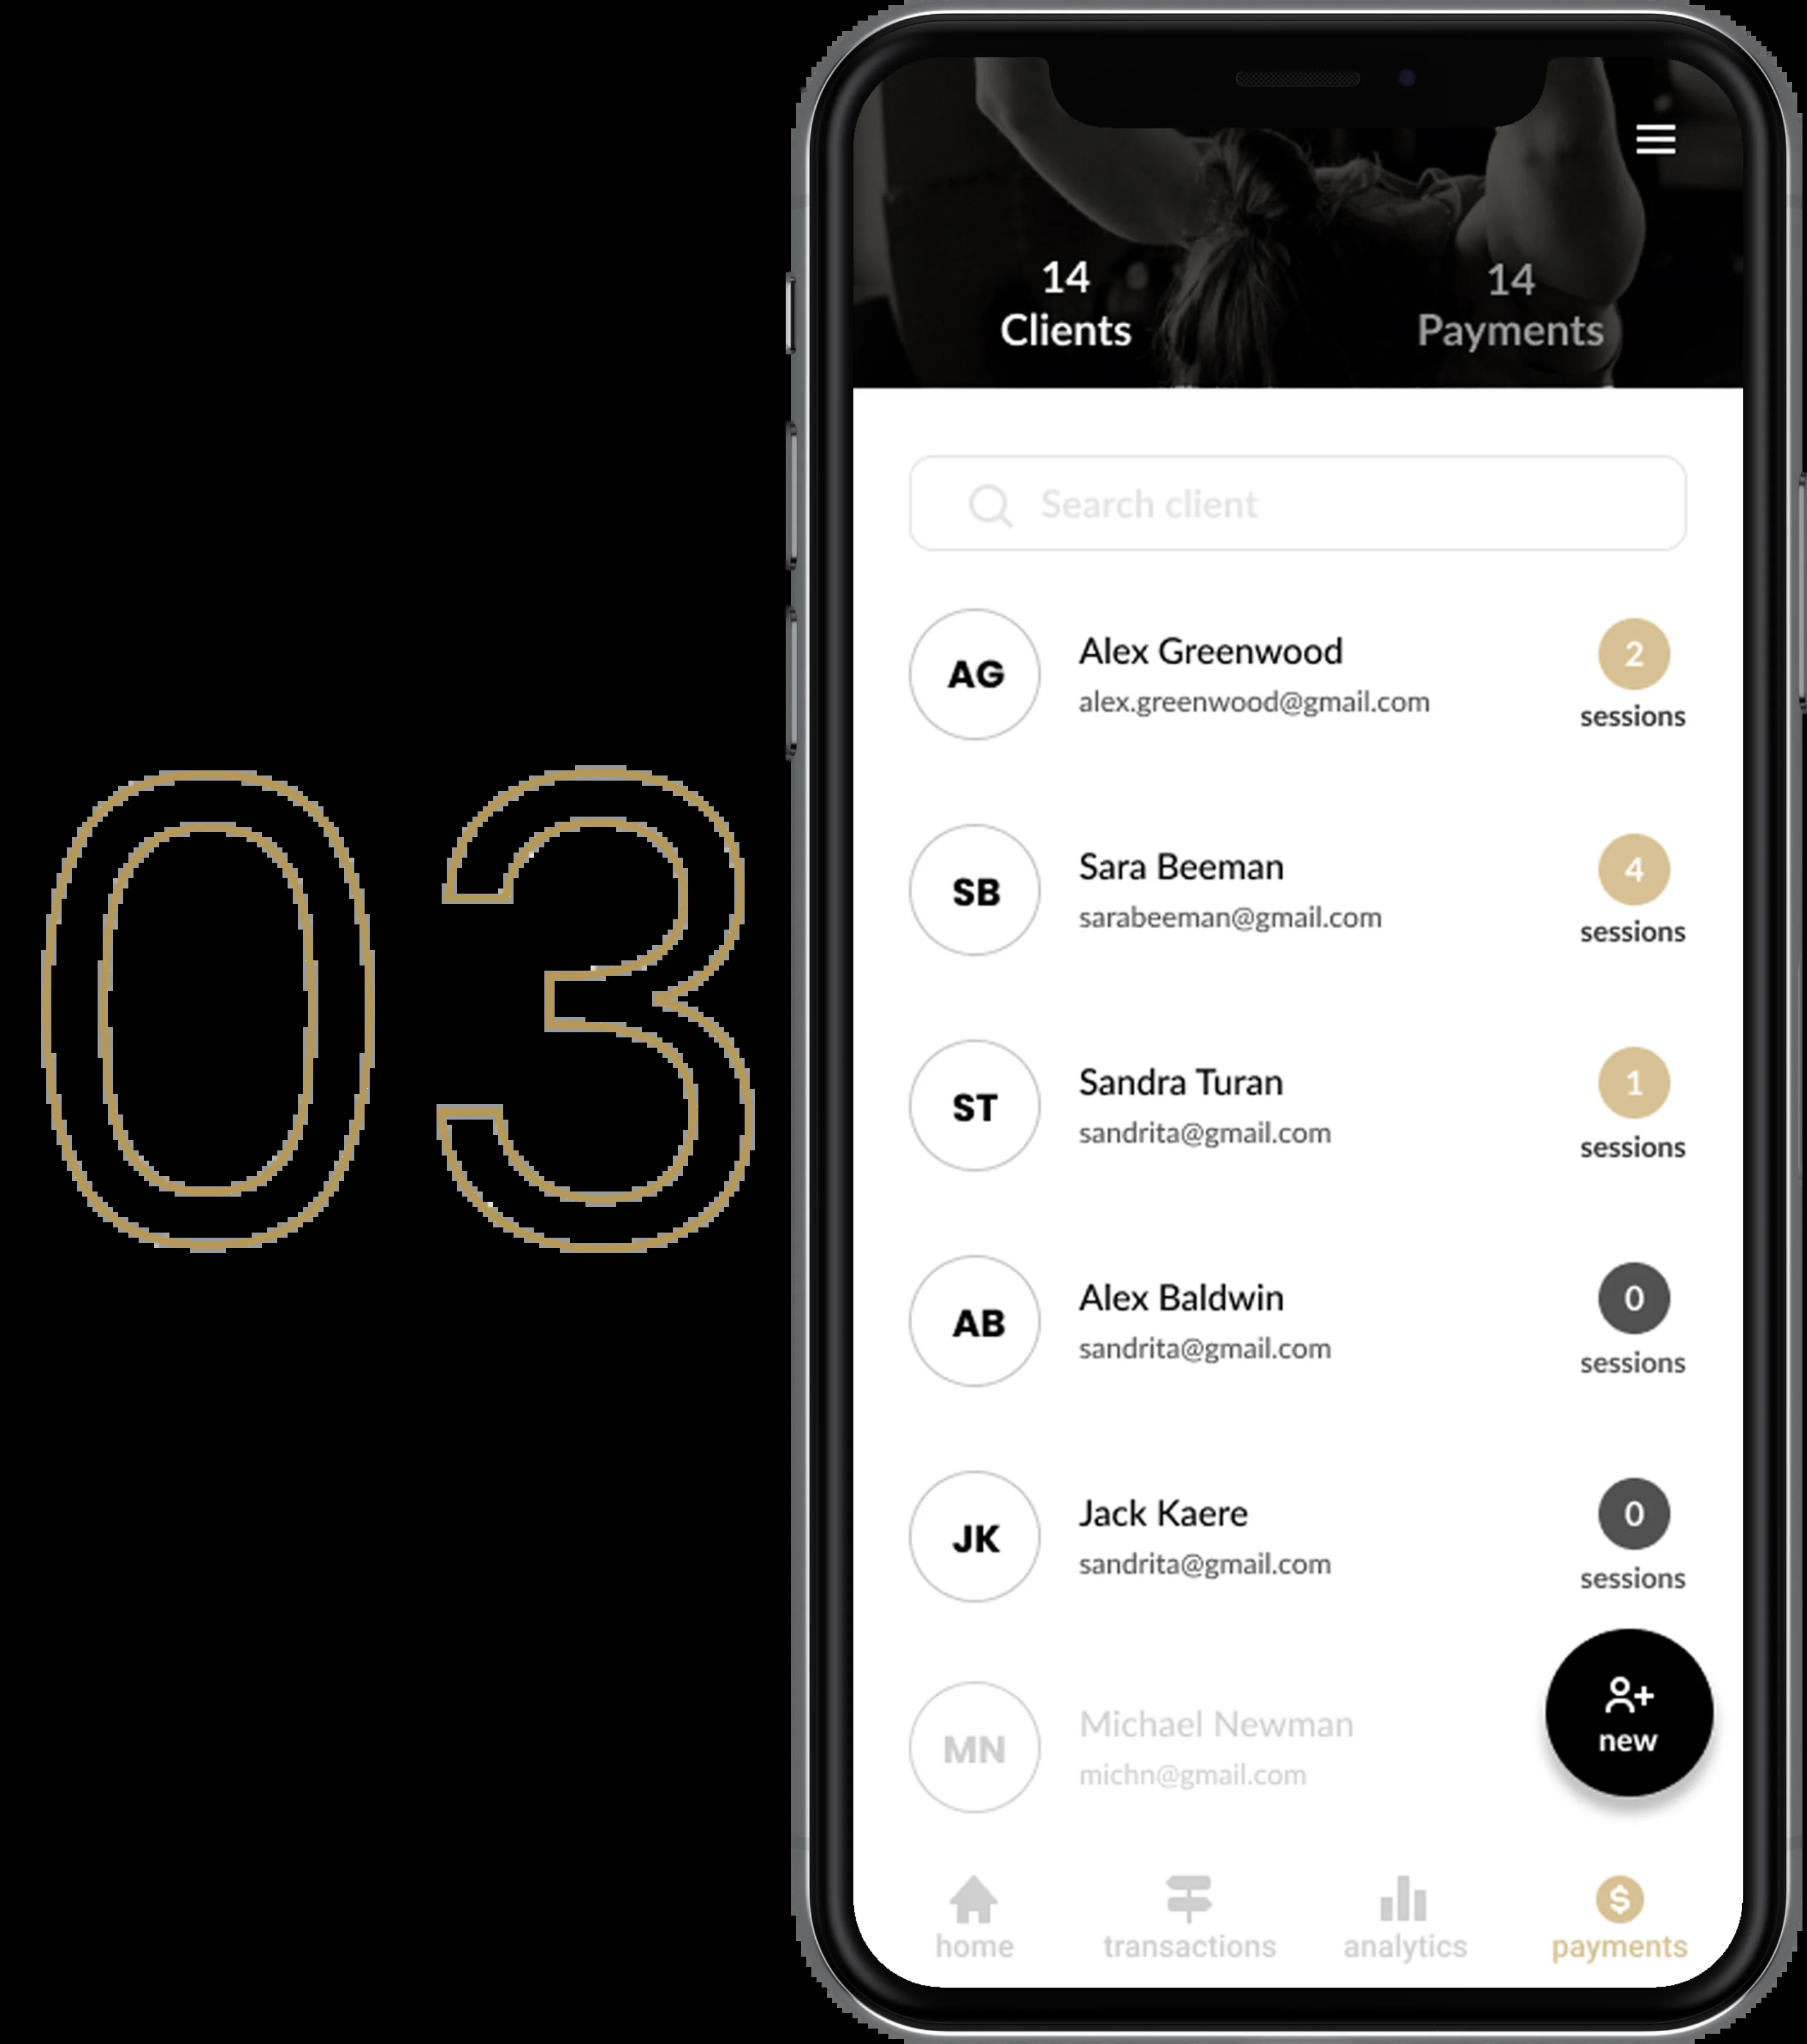 03
14
Clients
14
Payments
Search client
AG
Alex Greenwood
alex.greenwood@gmail.com
2
sessions
SB
Sara Beeman
sarabeeman@gmail.com
4
sessions
ST
Sandra Turan
sandrita@gmail.com
1
sessions
AB
Alex Baldwin
sandrita@gmail.com
0
sessions
JK
Jack Kaere
sandrita@gmail.com
0
sessions
MN
Michael Newman
michn@gmail.com
new
home
transactions
analytics
$
payments